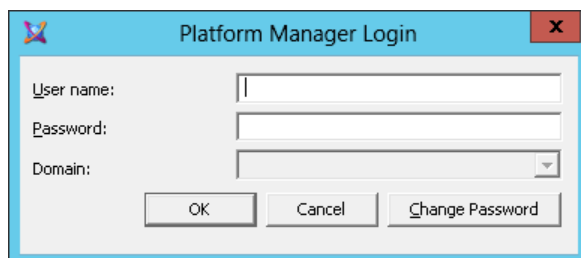 Platform Manager Login
x
User name:
Password:
Domain:
OK Cancel Change Password